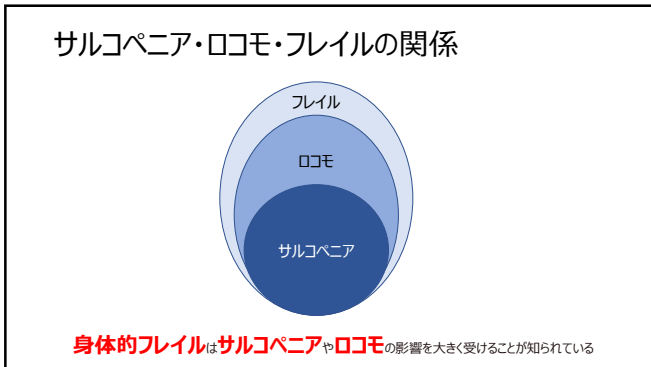 サルコペニア・ロコモ・フレイルの関係
フレイル
ロコモ
サルコペニア
身体的フレイルはサルコペニアやロコモの影響を大きく受けることが知られている